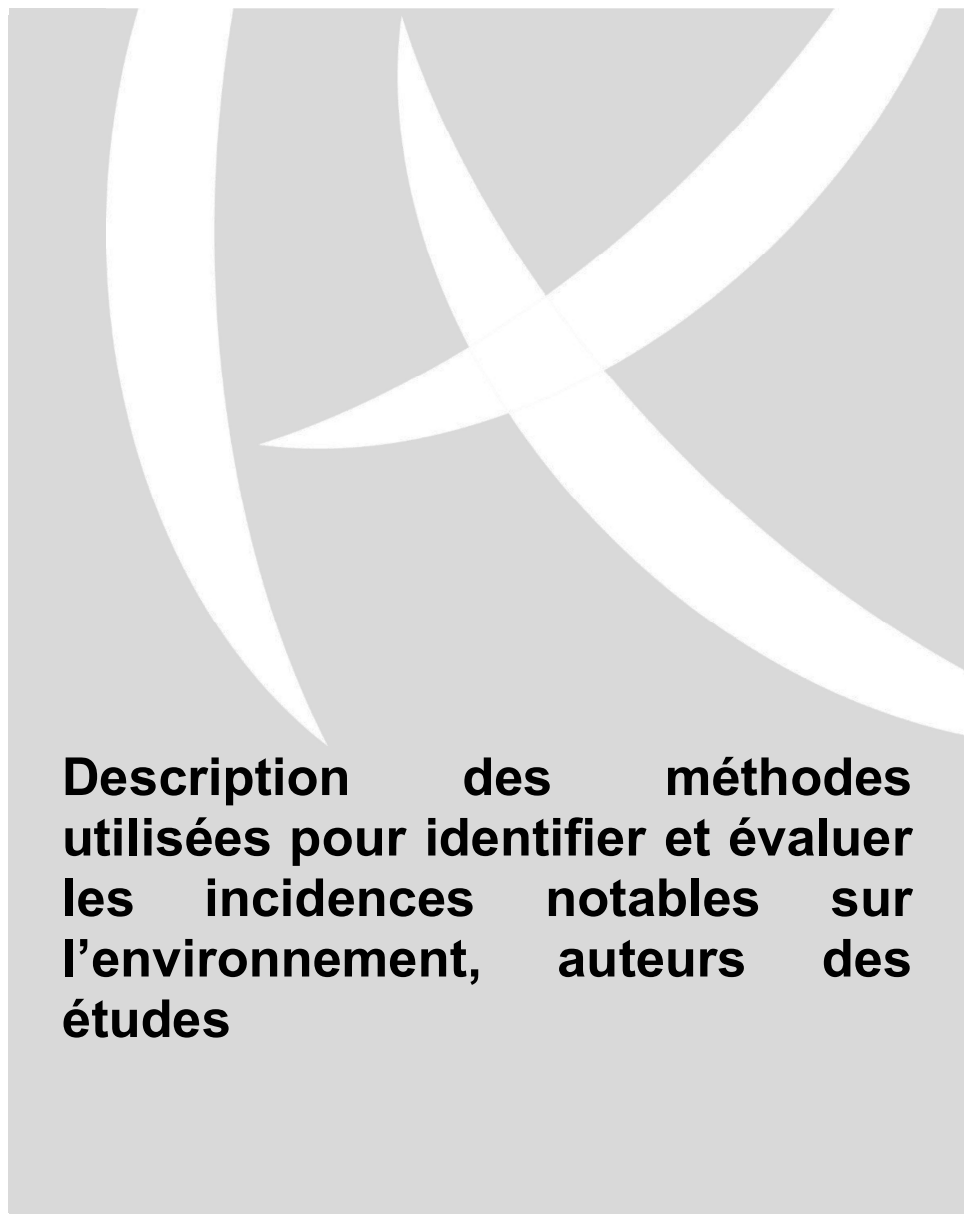 Description des méthodes
utilisées pour identifier et évaluer
les incidences notables sur
l’environnement, auteurs des
études